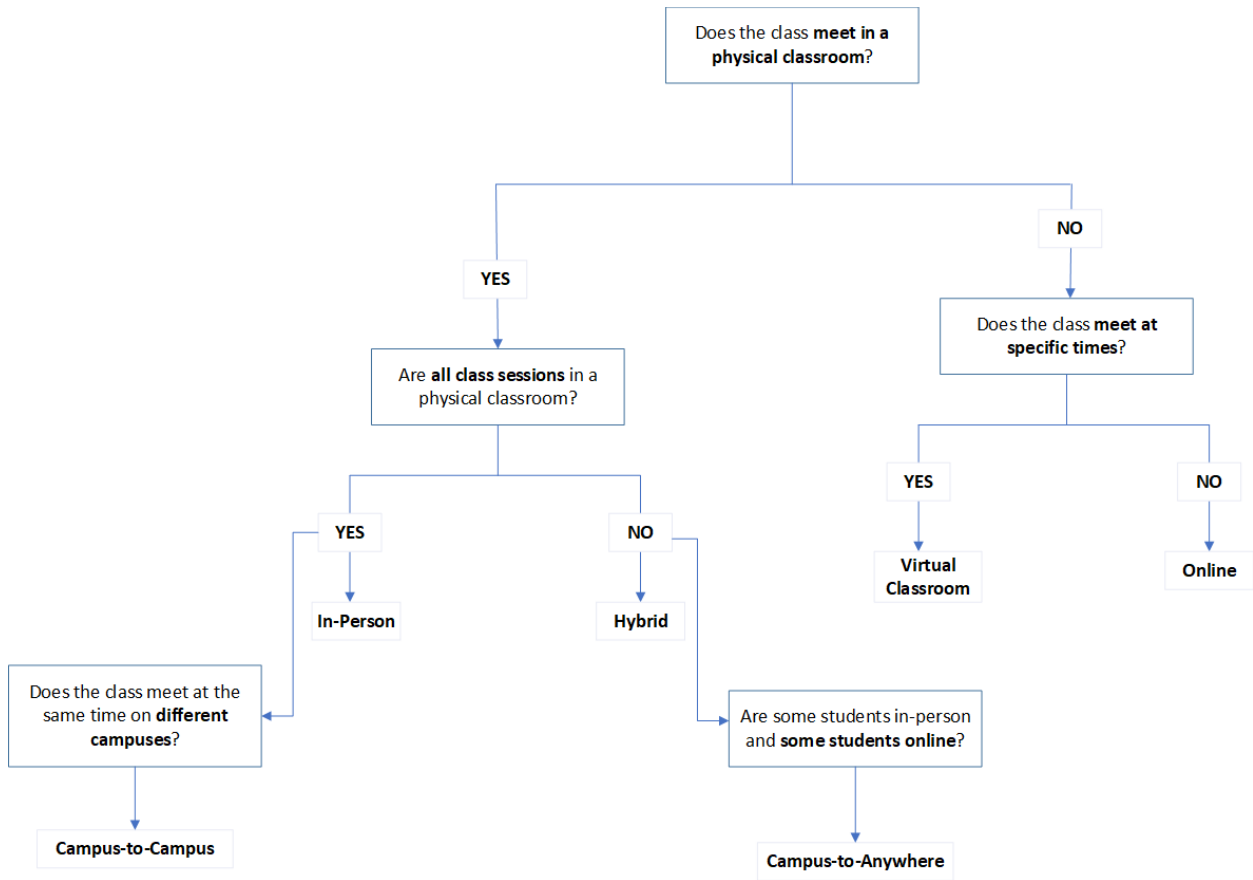 Does the class meet in a
physical classroom?
NO
YES
Does the class meet at
specific times?
Are all class sessions in a
physical classroom?
YES
NO
YES
NO
Virtual
Classroom
Online
In-Person
Hybrid
Does the class meet at the
same time on different
campuses?
Are some students in-person
and some students online?
Campus-to-Campus
Campus-to-Anywhere